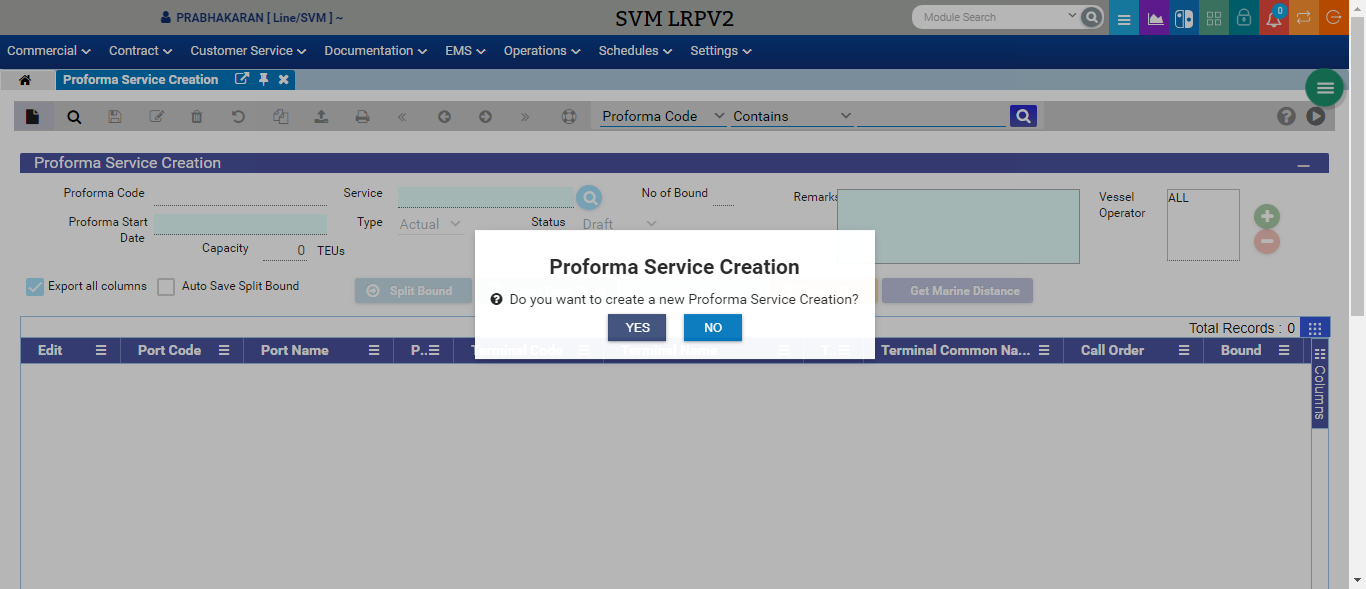 PRABHAKARAN [ Line/SVM ] ~
SVM LRPV2
Module Search
0
Commercial Contract Customer Service Documentation EMS Operations Schedules Settings
Proforma Service Creation
Proforma Code Contains
Proforma Service Creation
Proforma Code Service No of Bound Remarks Vessel Operator ALL
Proforma Start Date Type Actual Status Draft
Capacity 0 TEUs
Export all columns Auto Save Split Bound Split Bound Get Marine Distance
Proforma Service Creation
Do you want to create a new Proforma Service Creation?
YES NO
Total Records : 0
Edit Port Code Port Name P.. Terminal Code Terminal Name T.. Terminal Common Na... Call Order Bound
Columns